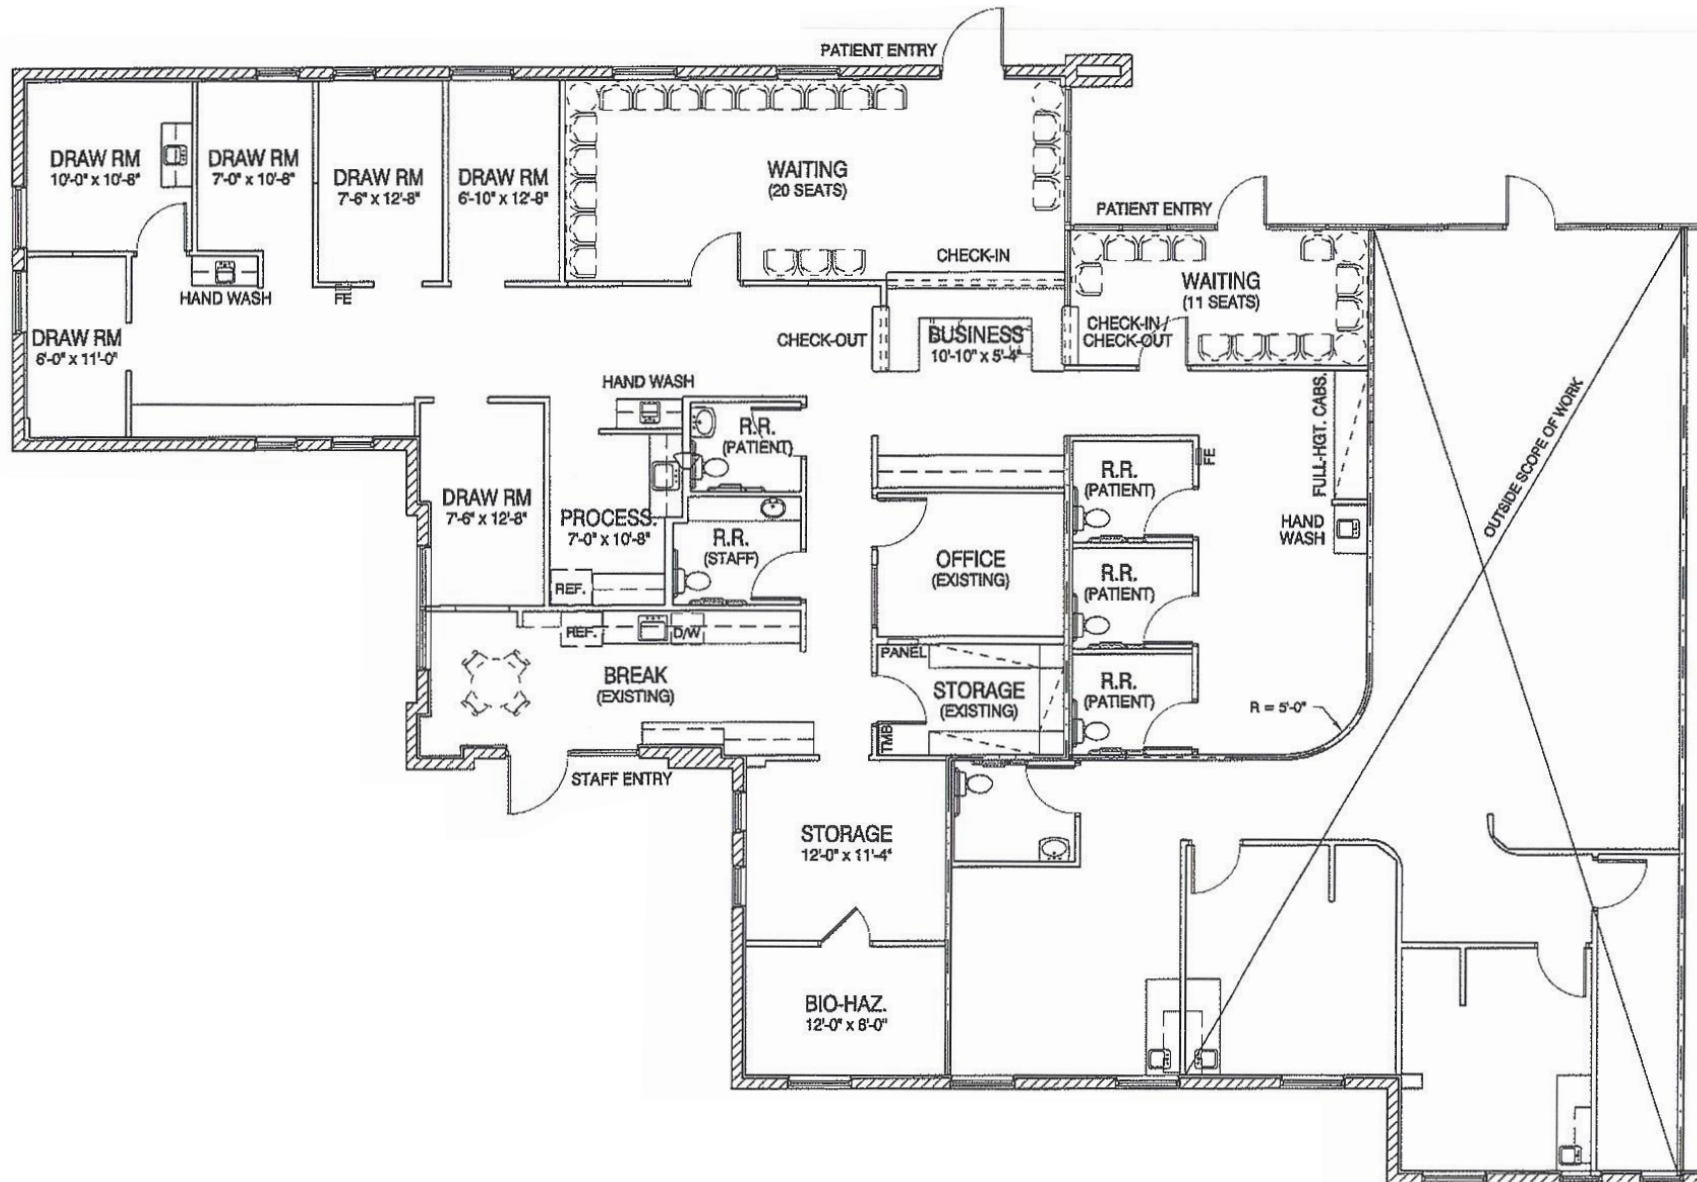 PATIENT ENTRY
DRAW RM
10'-0" x 10'-8"
DRAW RM
7'-0" x 10'-8"
DRAW RM
7'-6" x 12'-8"
DRAW RM
6'-10" x 12'-8"
WAITING
(20 SEATS)
PATIENT ENTRY
CHECK-IN
WAITING
(11 SEATS)
HAND WASH
FE
DRAW RM
6'-0" x 11'-0"
CHECK-OUT
BUSINESS
10'-10" x 5'-4"
CHECK-IN /
CHECK-OUT
HAND WASH
R.R.
(PATIENT)
FULL-HGT. CABS.
OUTSIDE SCOPE OF WORK
FE
R.R.
(PATIENT)
DRAW RM
7'-6" x 12'-8"
PROCESS.
7'-0" x 10'-8"
R.R.
(STAFF)
HAND
WASH
OFFICE
(EXISTING)
R.R.
(PATIENT)
REF.
REF.
D/W
BREAK
(EXISTING)
PANEL
STORAGE
(EXISTING)
R.R.
(PATIENT)
R = 5'-0"
TMB
STAFF ENTRY
STORAGE
12'-0" x 11'-4"
BIO-HAZ.
12'-0" x 8'-0"